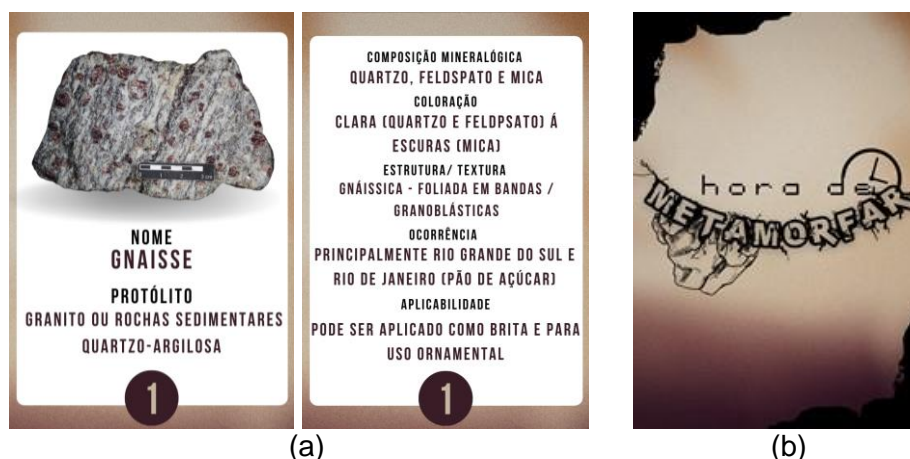 NOME
GNAISSE
PROTÓLITO
GRANITO OU ROCHAS SEDIMENTARES
QUARTZO-ARGILOSA
1
COMPOSIÇÃO MINERALÓGICA
QUARTZO, FELDSPATO E MICA
COLORAÇÃO
CLARA (QUARTZO E FELDPSATO) Á
ESCURAS (MICA)
ESTRUTURA/ TEXTURA
GNÁISSICA - FOLIADA EM BANDAS /
GRANOBLÁSTICAS
OCORRÊNCIA
PRINCIPALMENTE RIO GRANDE DO SUL E
RIO DE JANEIRO (PÃO DE AÇÚCAR)
APLICABILIDADE
PODE SER APLICADO COMO BRITA E PARA
USO ORNAMENTAL
1
(a)
hora de
METAMORFAR
(b)